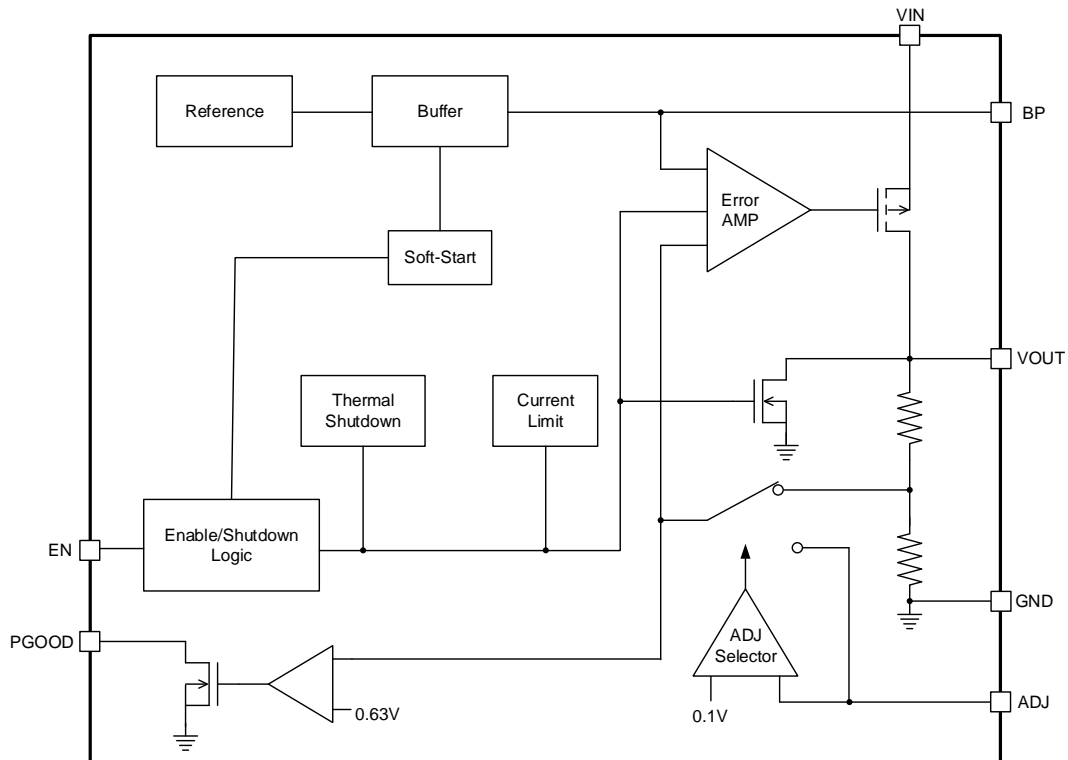 VIN
Reference
Buffer
BP
Error
AMP
Soft-Start
VOUT
Thermal
Shutdown
Current
Limit
Enable/Shutdown
Logic
EN
GND
PGOOD
ADJ
Selector
0.63V
0.1V
ADJ